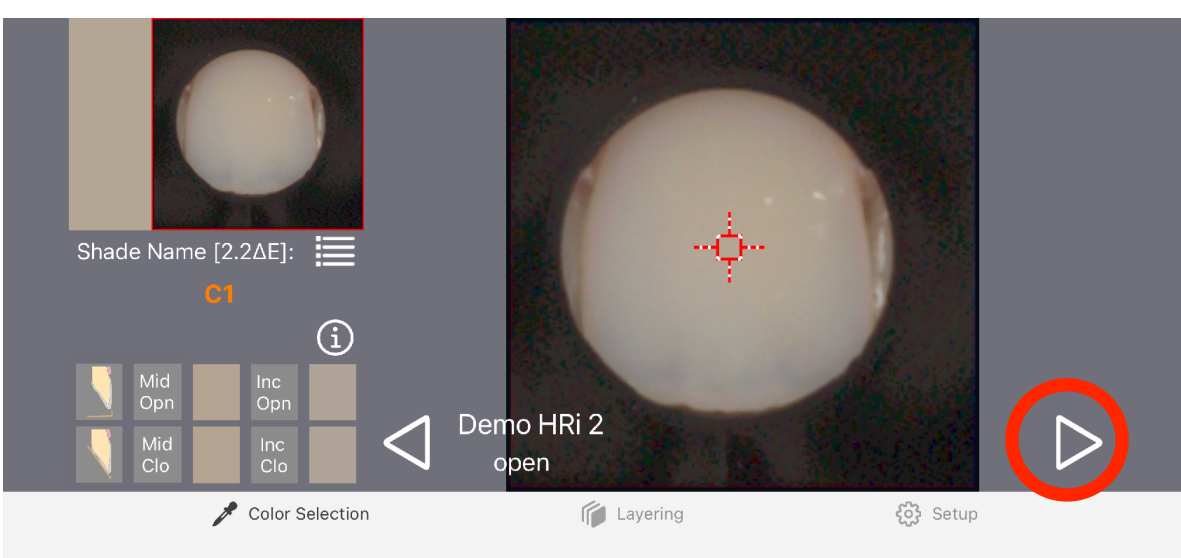 Shade Name [2.2ΔE]:
C1
i
Mid Opn
Inc Opn
Mid Clo
Inc Clo
Demo HRi 2
open
Color Selection
Layering
Setup